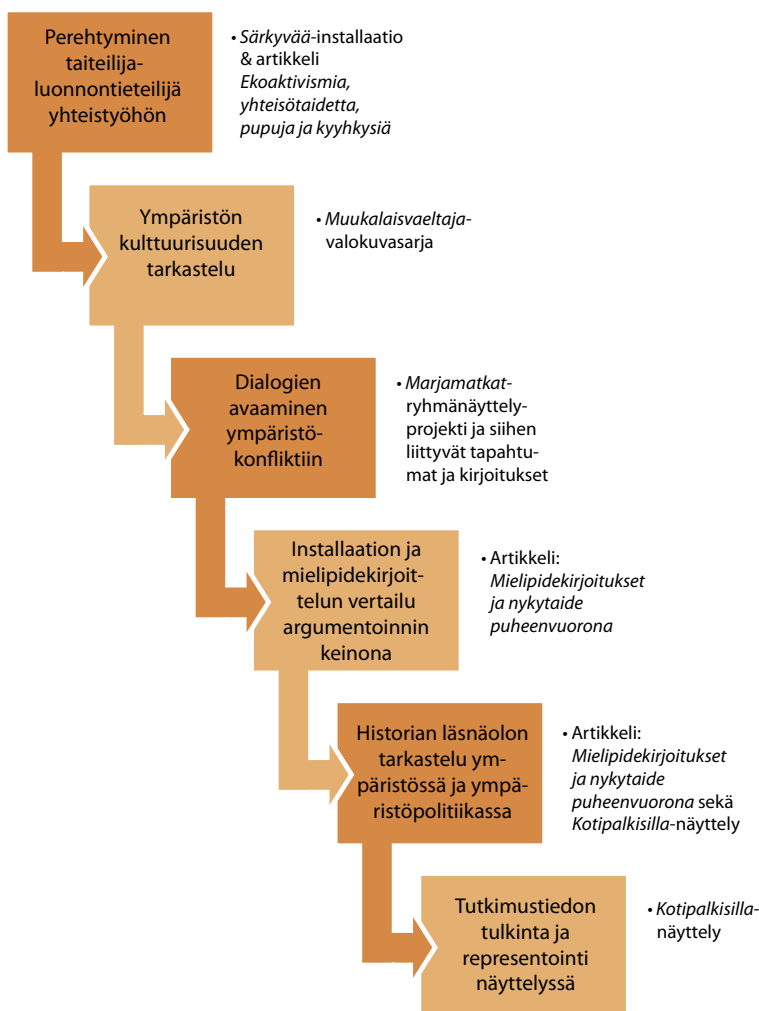 Perehtyminen
taiteilija-
luonnontieteilijä
yhteistyöhön
• Särkyvää-installaatio
& artikkeli
Ekoaktivismia,
yhteisötaidetta,
pupuja ja kyyhkysiä
Ympäristön
kulttuurisuuden
tarkastelu
• Muukalaisvaeltaja-
valokuvasarja
Dialogien
avaaminen
ympäristö-
konfliktiin
• Marjamatkat-
ryhmänäyttely-
projekti ja siihen
liittyvät tapahtu-
mat ja kirjoitukset
Installaation ja
mielipidekirjoit-
telun vertailu
argumentoinnin
keinona
• Artikkeli:
Mielipidekirjoitukset
ja nykytaide
puheenvuorona
Historian läsnäolon
tarkastelu ym-
päristössä ja ympä-
ristöpolitiikassa
• Artikkeli:
Mielipidekirjoitukset
ja nykytaide
puheenvuorona sekä
Kotipalkisilla-näyttely
Tutkimustiedon
tulkinta ja
representointi
näyttelyssä
• Kotipalkisilla-
näyttely